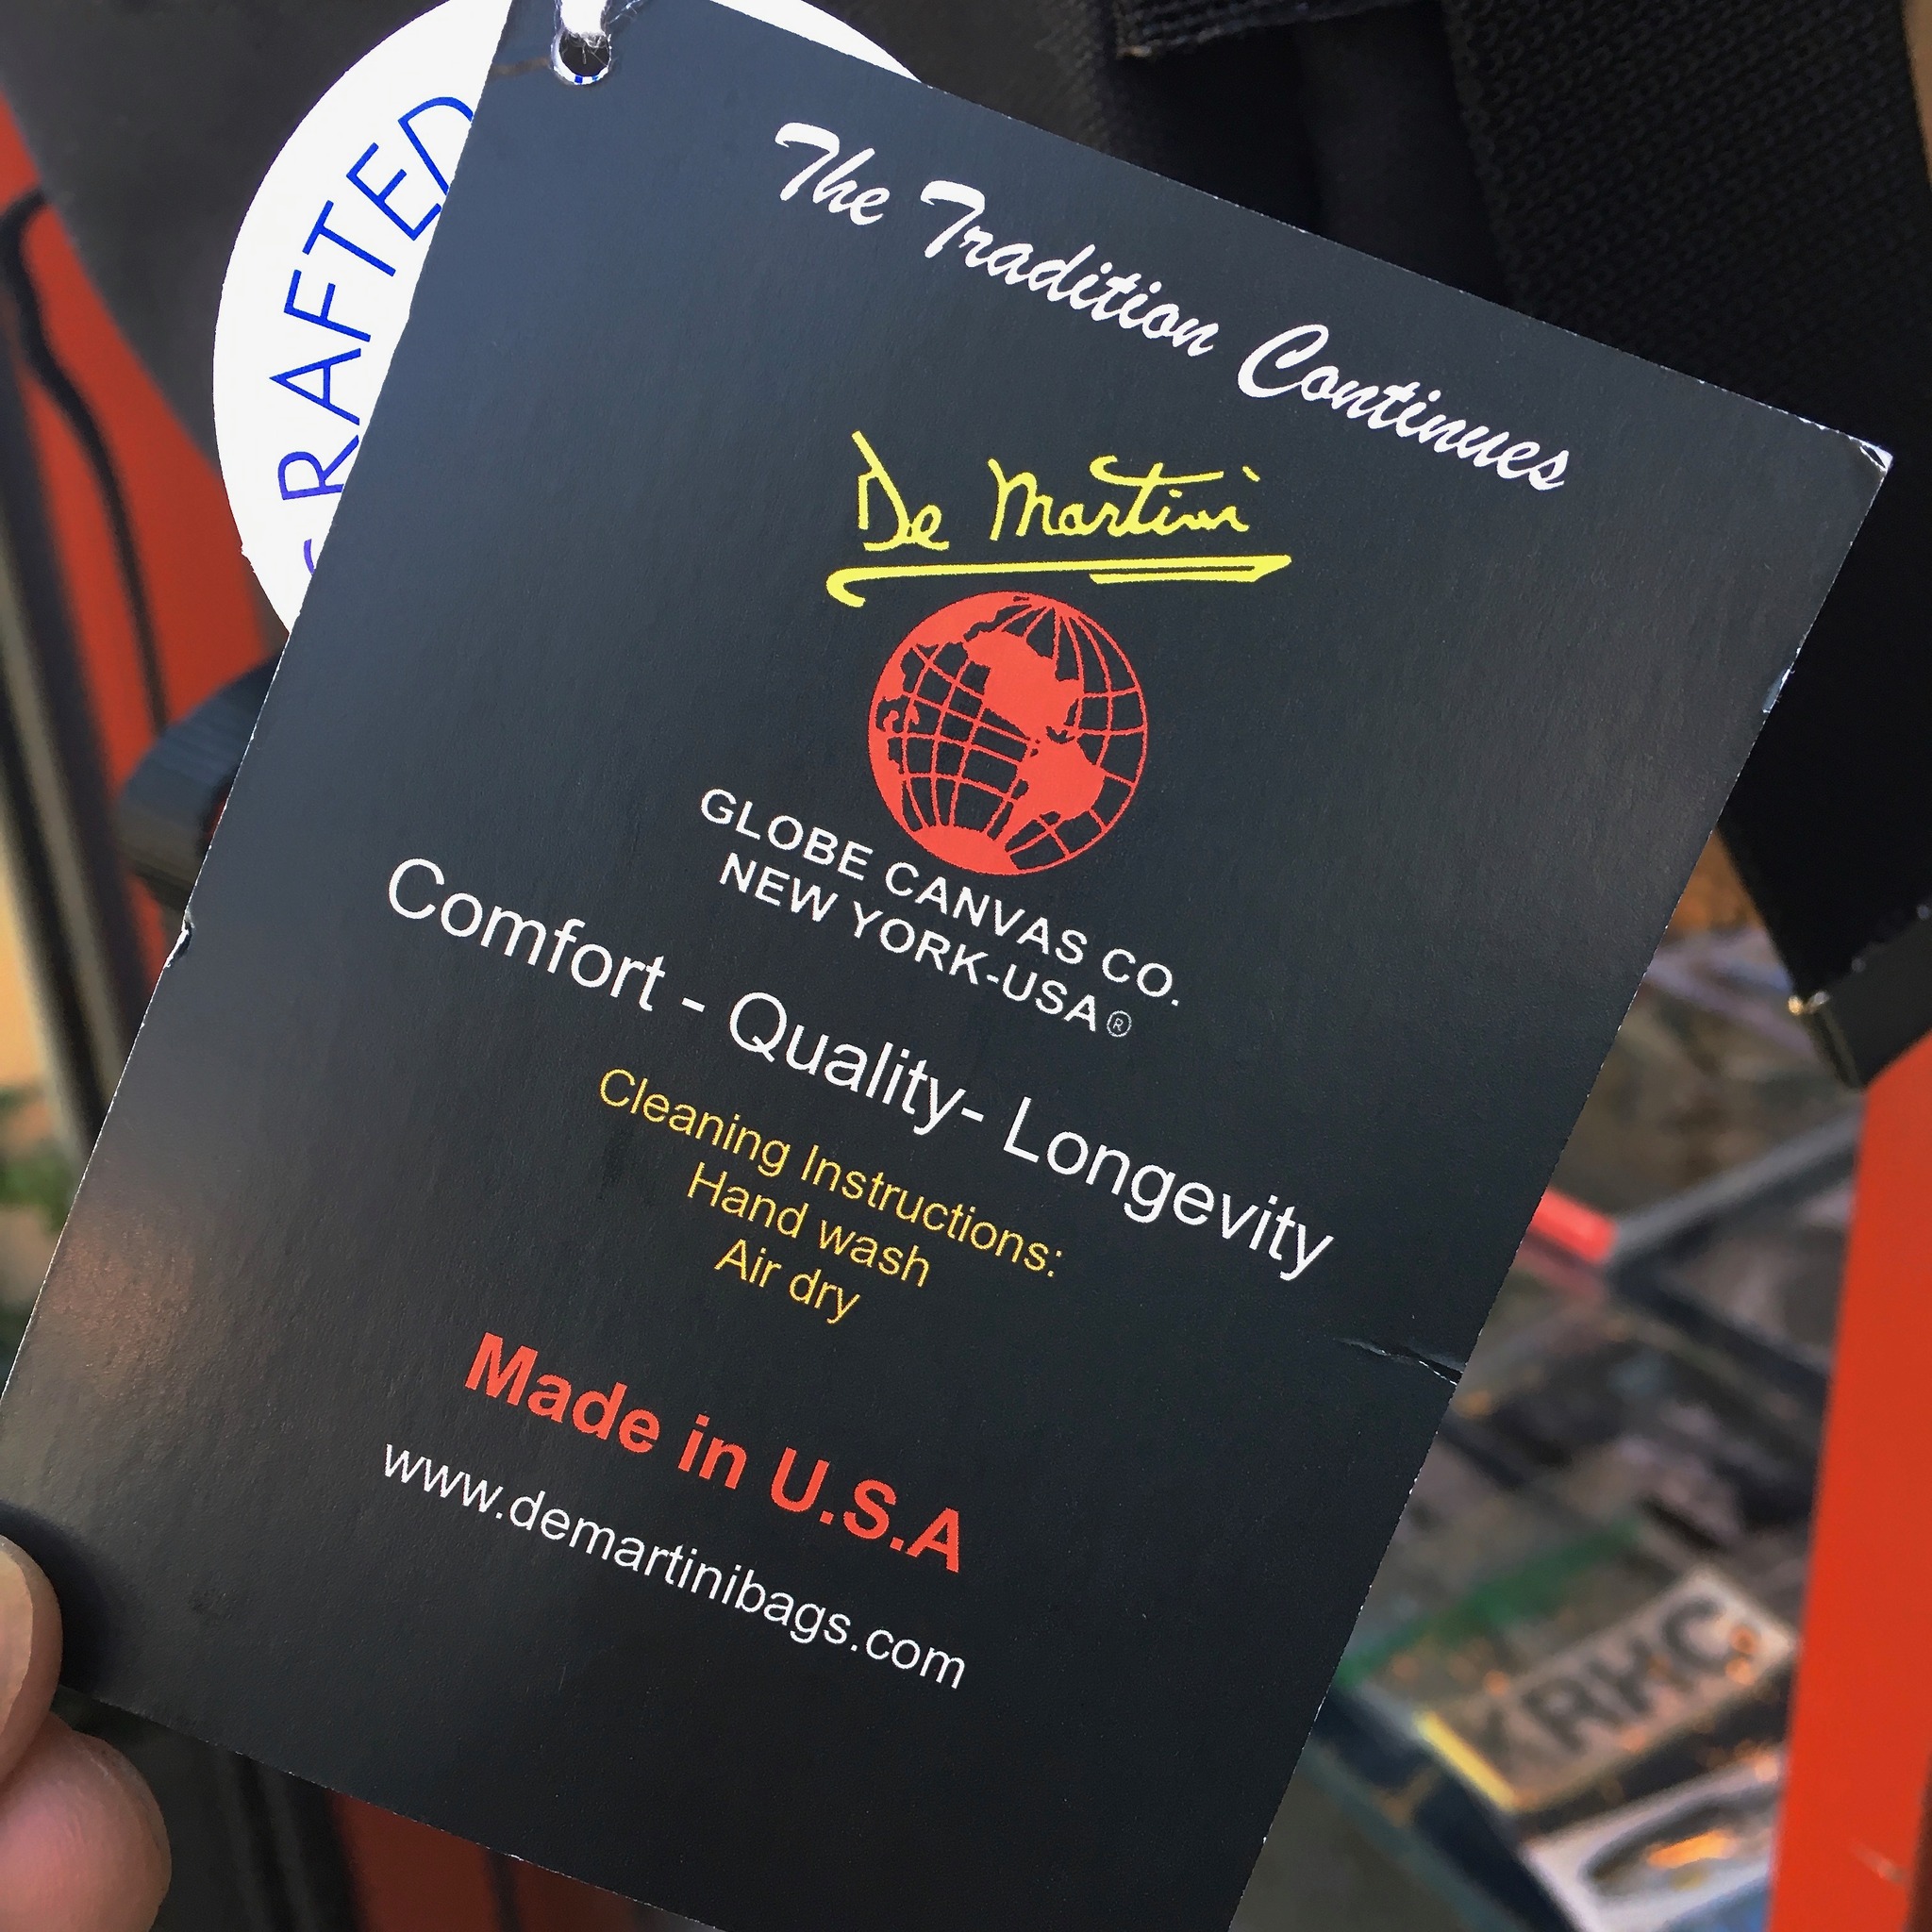 The Tradition Continues
De Martini
GLOBE CANVAS CO.
NEW YORK-USA®
Comfort - Quality- Longevity
Cleaning Instructions:
Hand wash
Air dry
Made in U.S.A
www.demartinibags.com
RAFTED